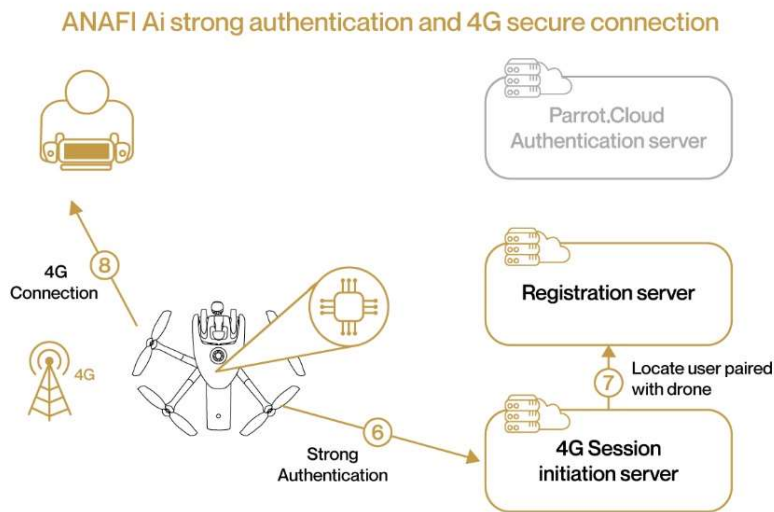 ANAFI Ai strong authentication and 4G secure connection
Parrot.Cloud
Authentication server
8
4G
Connection
Registration server
4G
7
Locate user paired
with drone
6
Strong
Authentication
4G Session
initiation server